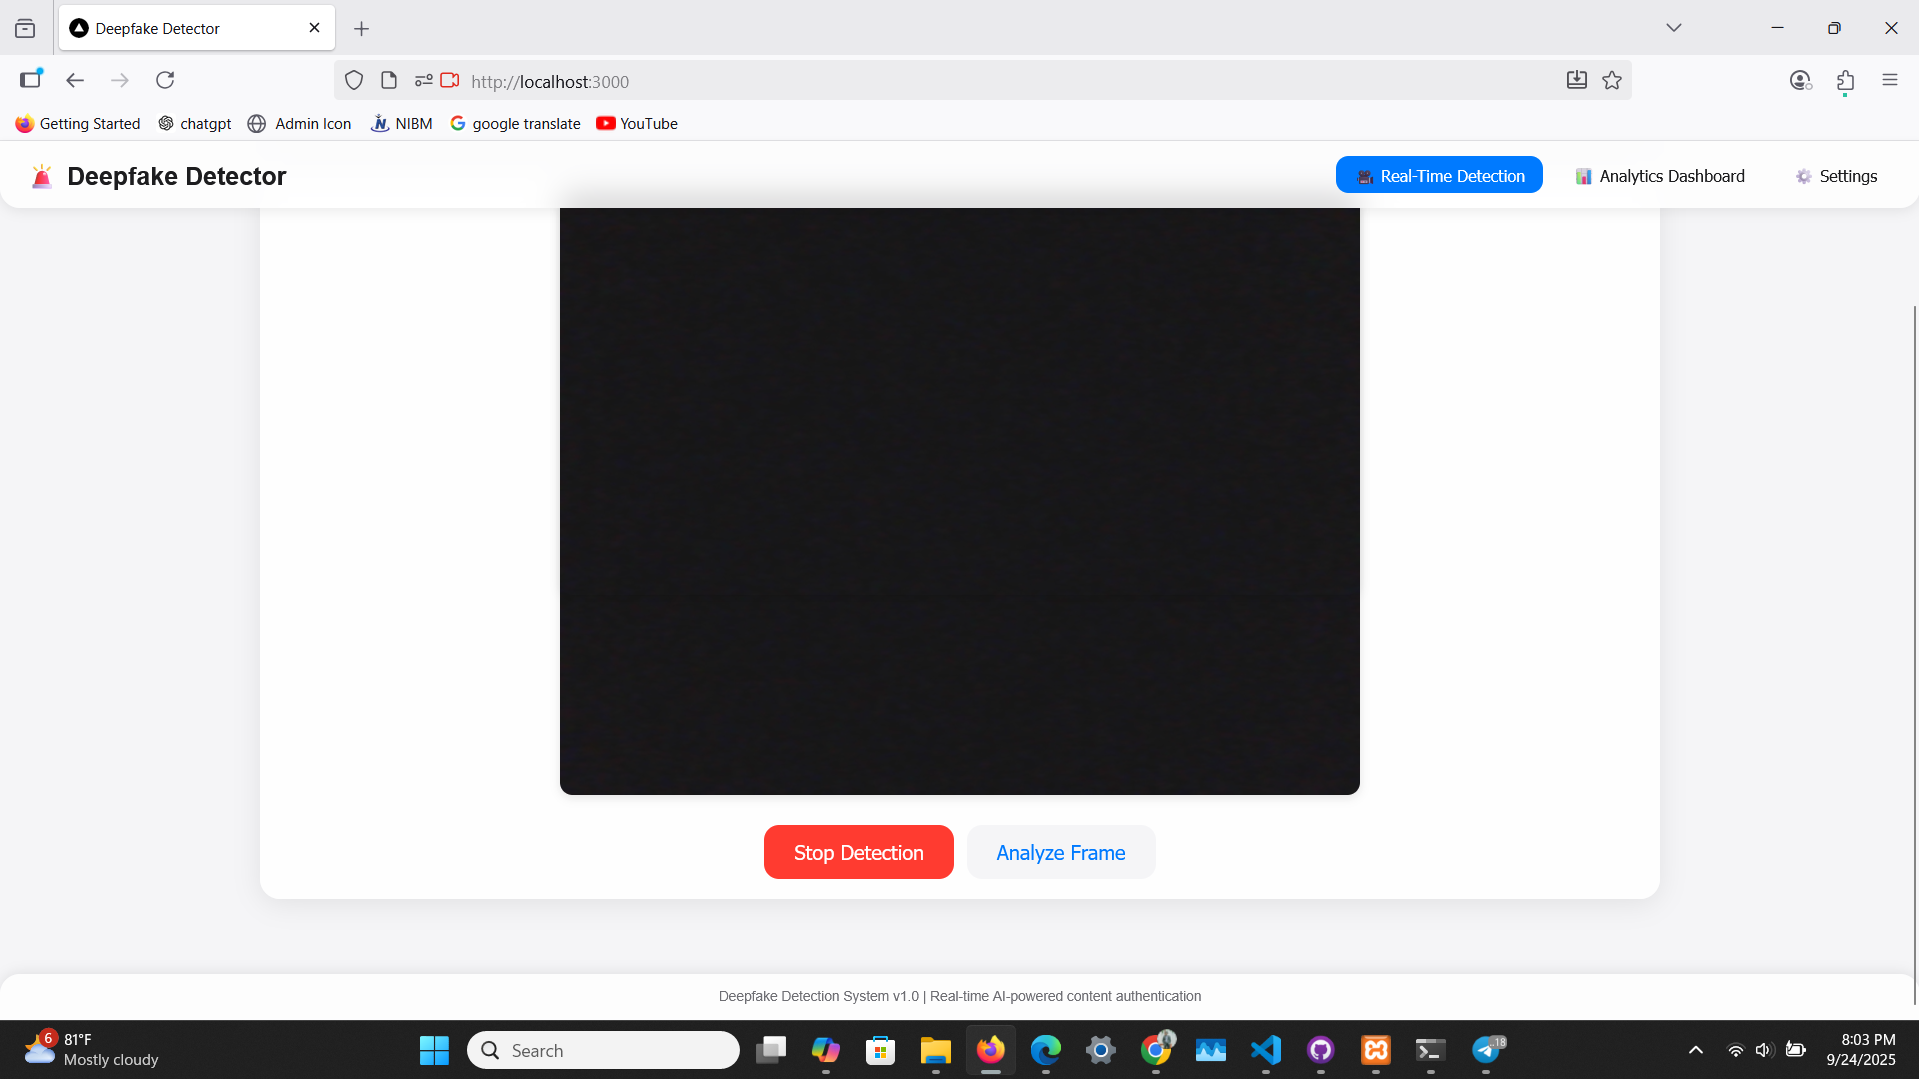 Deepfake Detector
http://localhost:3000
Getting Started chatgpt Admin Icon NIBM google translate YouTube
Deepfake Detector Real-Time Detection Analytics Dashboard Settings
Stop Detection Analyze Frame
Deepfake Detection System v1.0 | Real-time AI-powered content authentication
6 81°F
Mostly cloudy
Search
..18
8:03 PM
9/24/2025